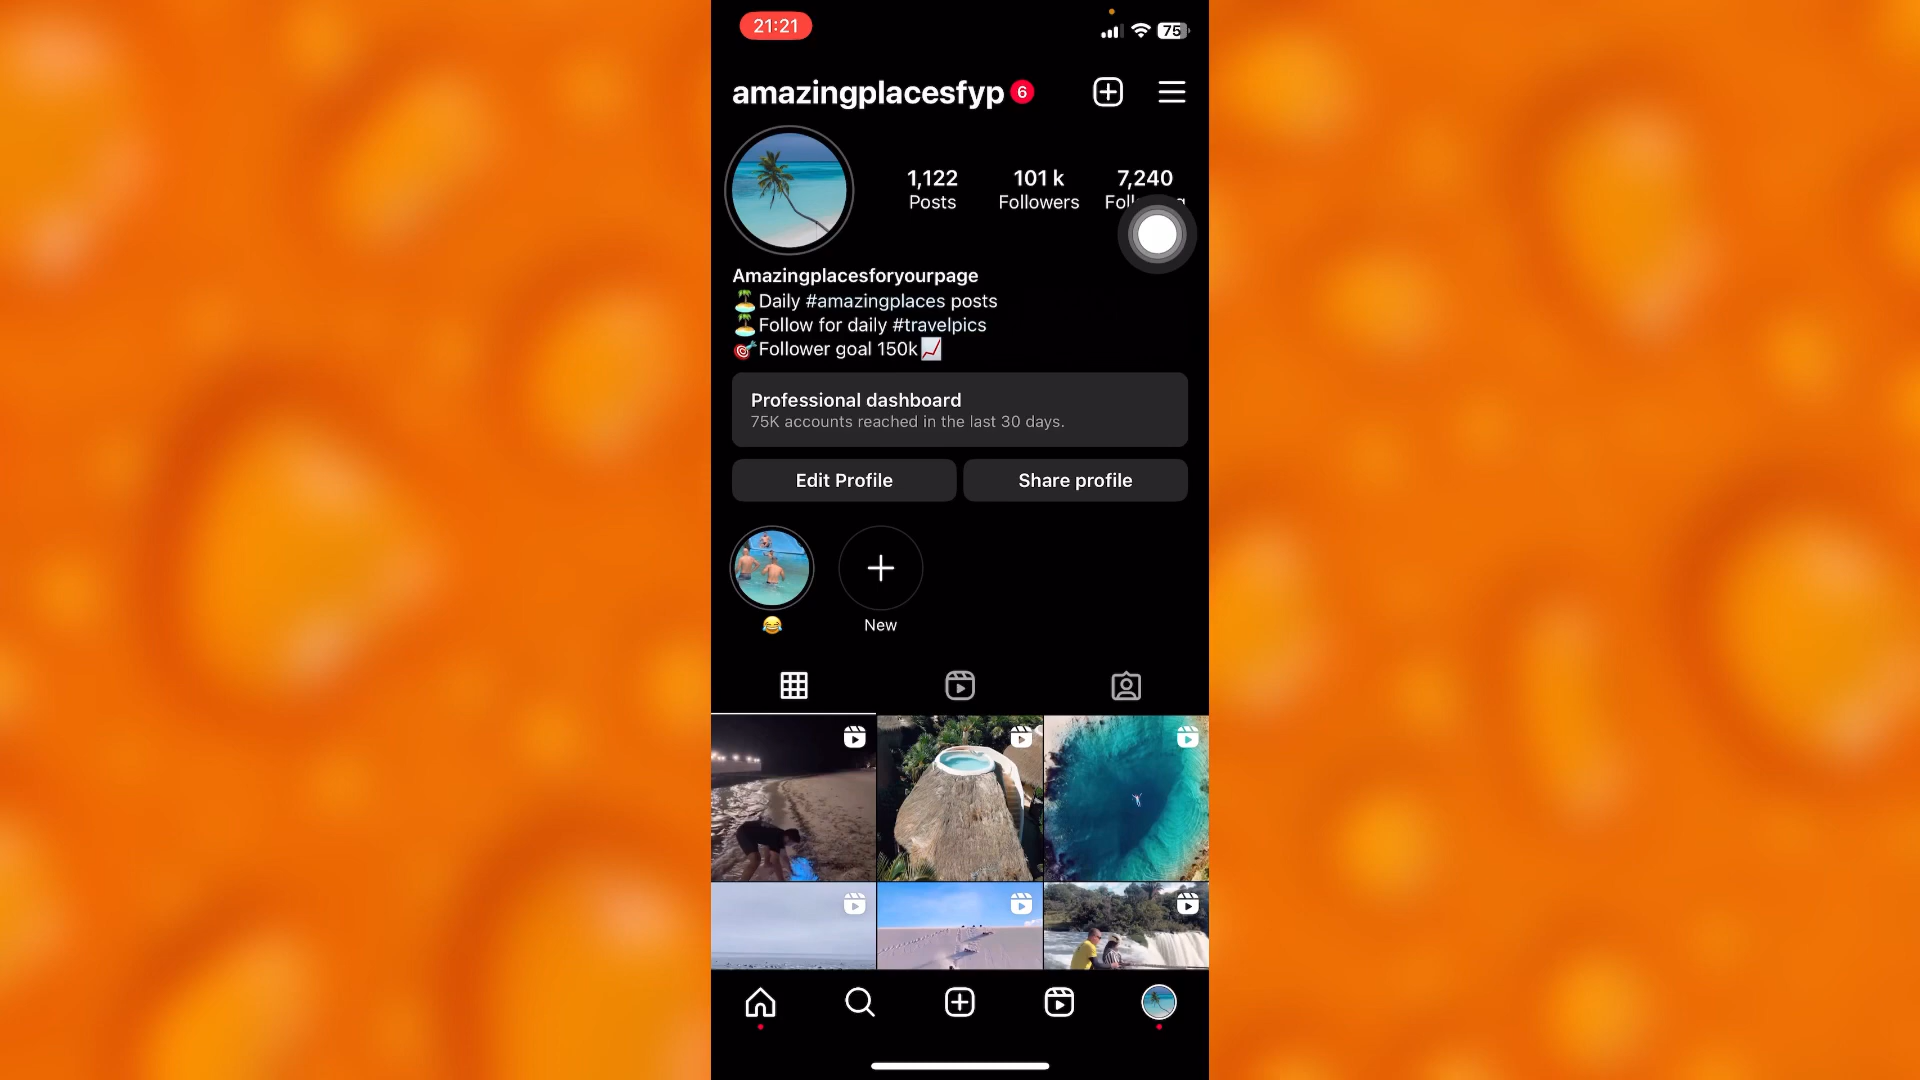 21:21
75
amazingplacesfyp 6
1,122 101 k 7,240
Posts Followers
Amazingplacesforyourpage
🏝Daily #amazingplaces posts
🏝Follow for daily #travelpics
🎯Follower goal 150k📈
Professional dashboard
75K accounts reached in the last 30 days.
Edit Profile Share profile
😂 New